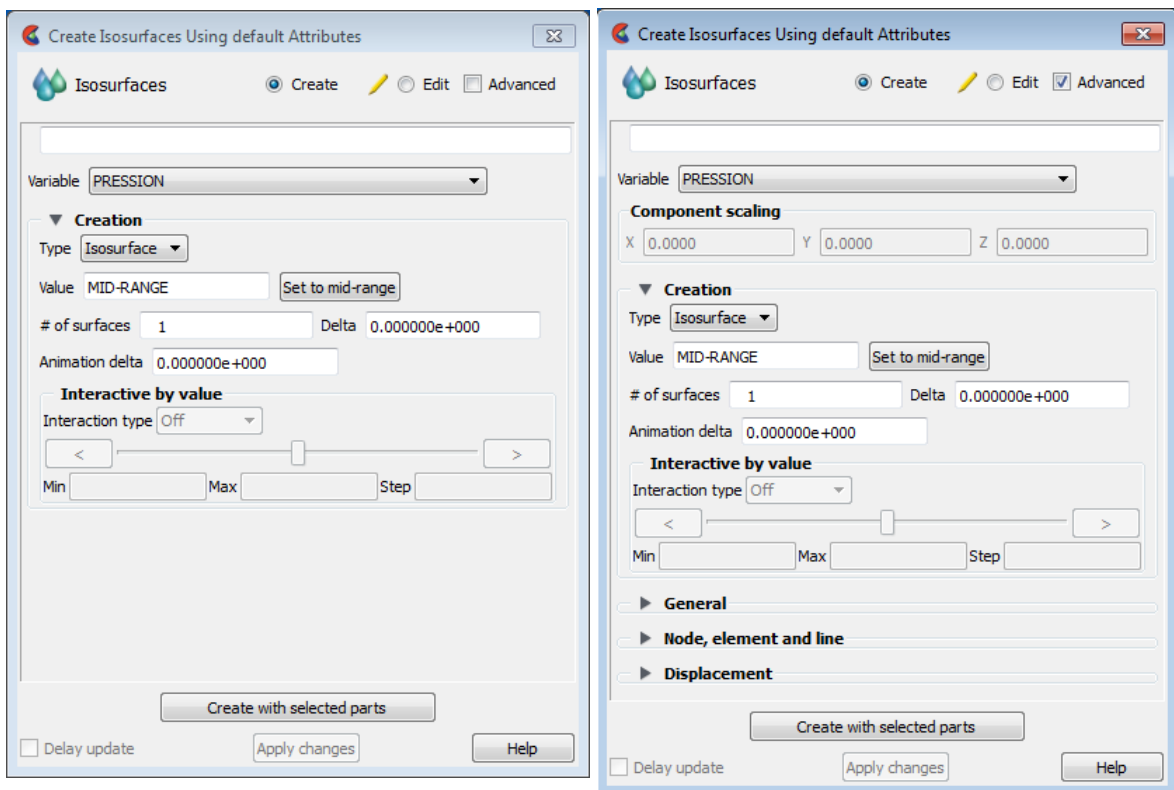 Create Isosurfaces Using default Attributes
Isosurfaces Create Edit Advanced
Variable PRESSION
Creation
Type Isosurface
Value MID-RANGE Set to mid-range
# of surfaces 1 Delta 0.000000e+000
Animation delta 0.000000e+000
Interactive by value
Interaction type Off
< >
Min Max Step
Create with selected parts
Delay update Apply changes Help
Create Isosurfaces Using default Attributes
Isosurfaces Create Edit Advanced
Variable PRESSION
Component scaling
X 0.0000 Y 0.0000 Z 0.0000
Creation
Type Isosurface
Value MID-RANGE Set to mid-range
# of surfaces 1 Delta 0.000000e+000
Animation delta 0.000000e+000
Interactive by value
Interaction type Off
< >
Min Max Step
General
Node, element and line
Displacement
Create with selected parts
Delay update Apply changes Help